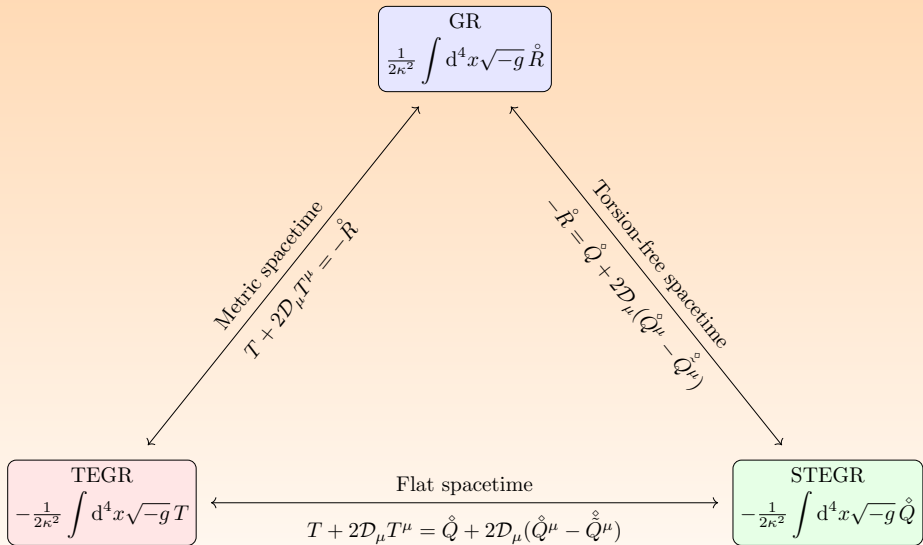 GR
$\frac{1}{2\kappa^2} \int \mathrm{d}^4x \sqrt{-g}\, \mathring{R}$
Metric spacetime
$T + 2\mathcal{D}_\mu T^\mu = -\mathring{R}$
Torsion-free spacetime
$-\mathring{R} = \mathring{Q} + 2\mathcal{D}_\mu(\mathring{Q}^\mu - \mathring{\tilde{Q}}^\mu)$
TEGR
$-\frac{1}{2\kappa^2} \int \mathrm{d}^4x \sqrt{-g}\, T$
Flat spacetime
$T + 2\mathcal{D}_\mu T^\mu = \mathring{Q} + 2\mathcal{D}_\mu(\mathring{Q}^\mu - \mathring{\tilde{Q}}^\mu)$
STEGR
$-\frac{1}{2\kappa^2} \int \mathrm{d}^4x \sqrt{-g}\, \mathring{Q}$